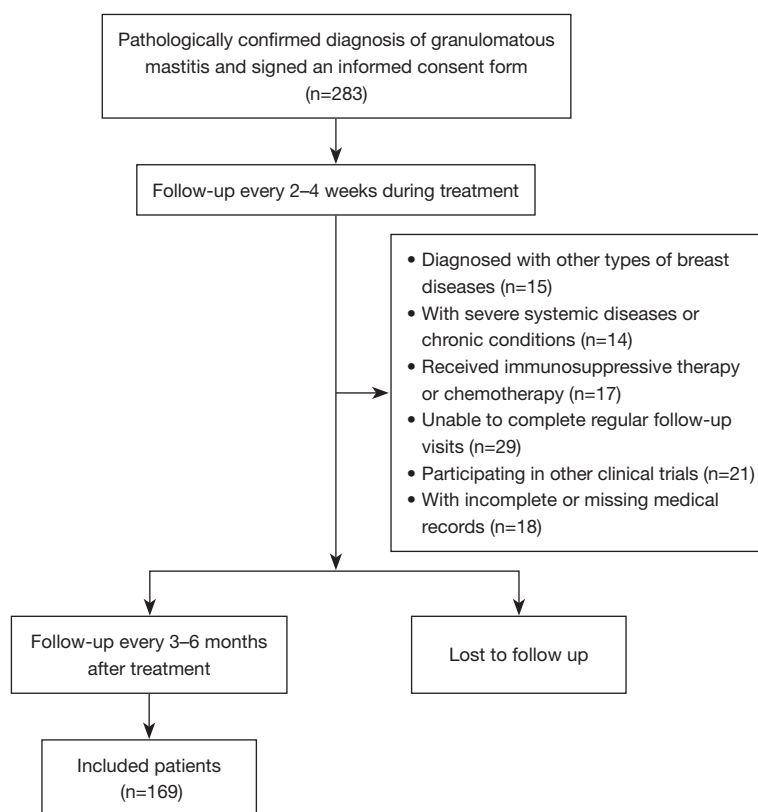 Pathologically confirmed diagnosis of granulomatous
mastitis and signed an informed consent form
(n=283)
Follow-up every 2–4 weeks during treatment
• Diagnosed with other types of breast
diseases (n=15)
• With severe systemic diseases or
chronic conditions (n=14)
• Received immunosuppressive therapy
or chemotherapy (n=17)
• Unable to complete regular follow-up
visits (n=29)
• Participating in other clinical trials (n=21)
• With incomplete or missing medical
records (n=18)
Follow-up every 3–6 months
after treatment
Lost to follow up
Included patients
(n=169)